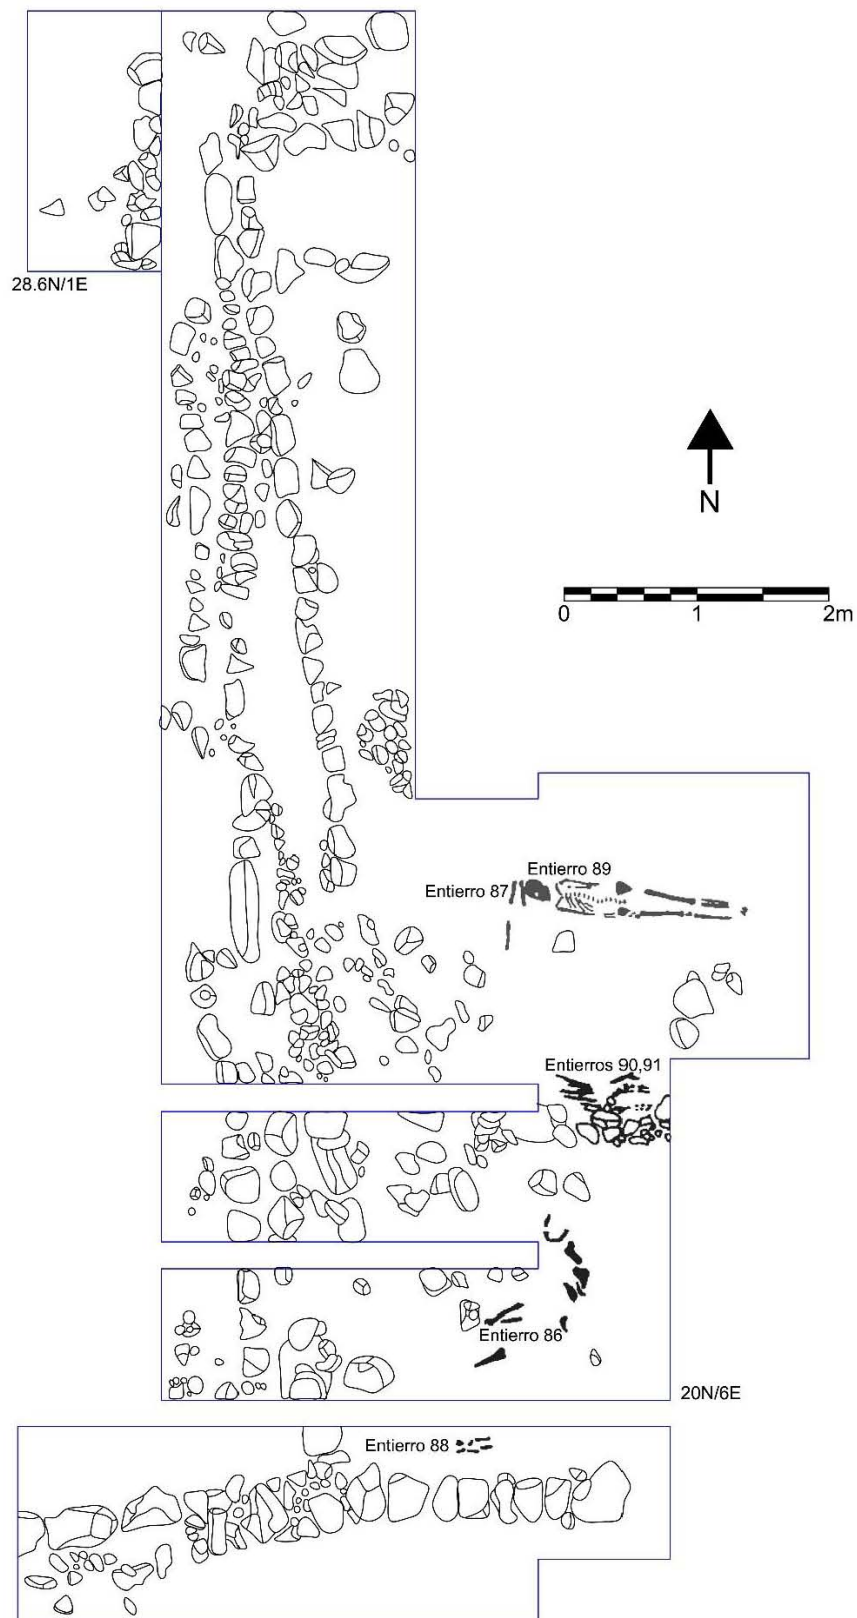 28.6N/1E
N
0 1 2m
Entierro 89
Entierro 87
Entierros 90,91
Entierro 86
20N/6E
Entierro 88